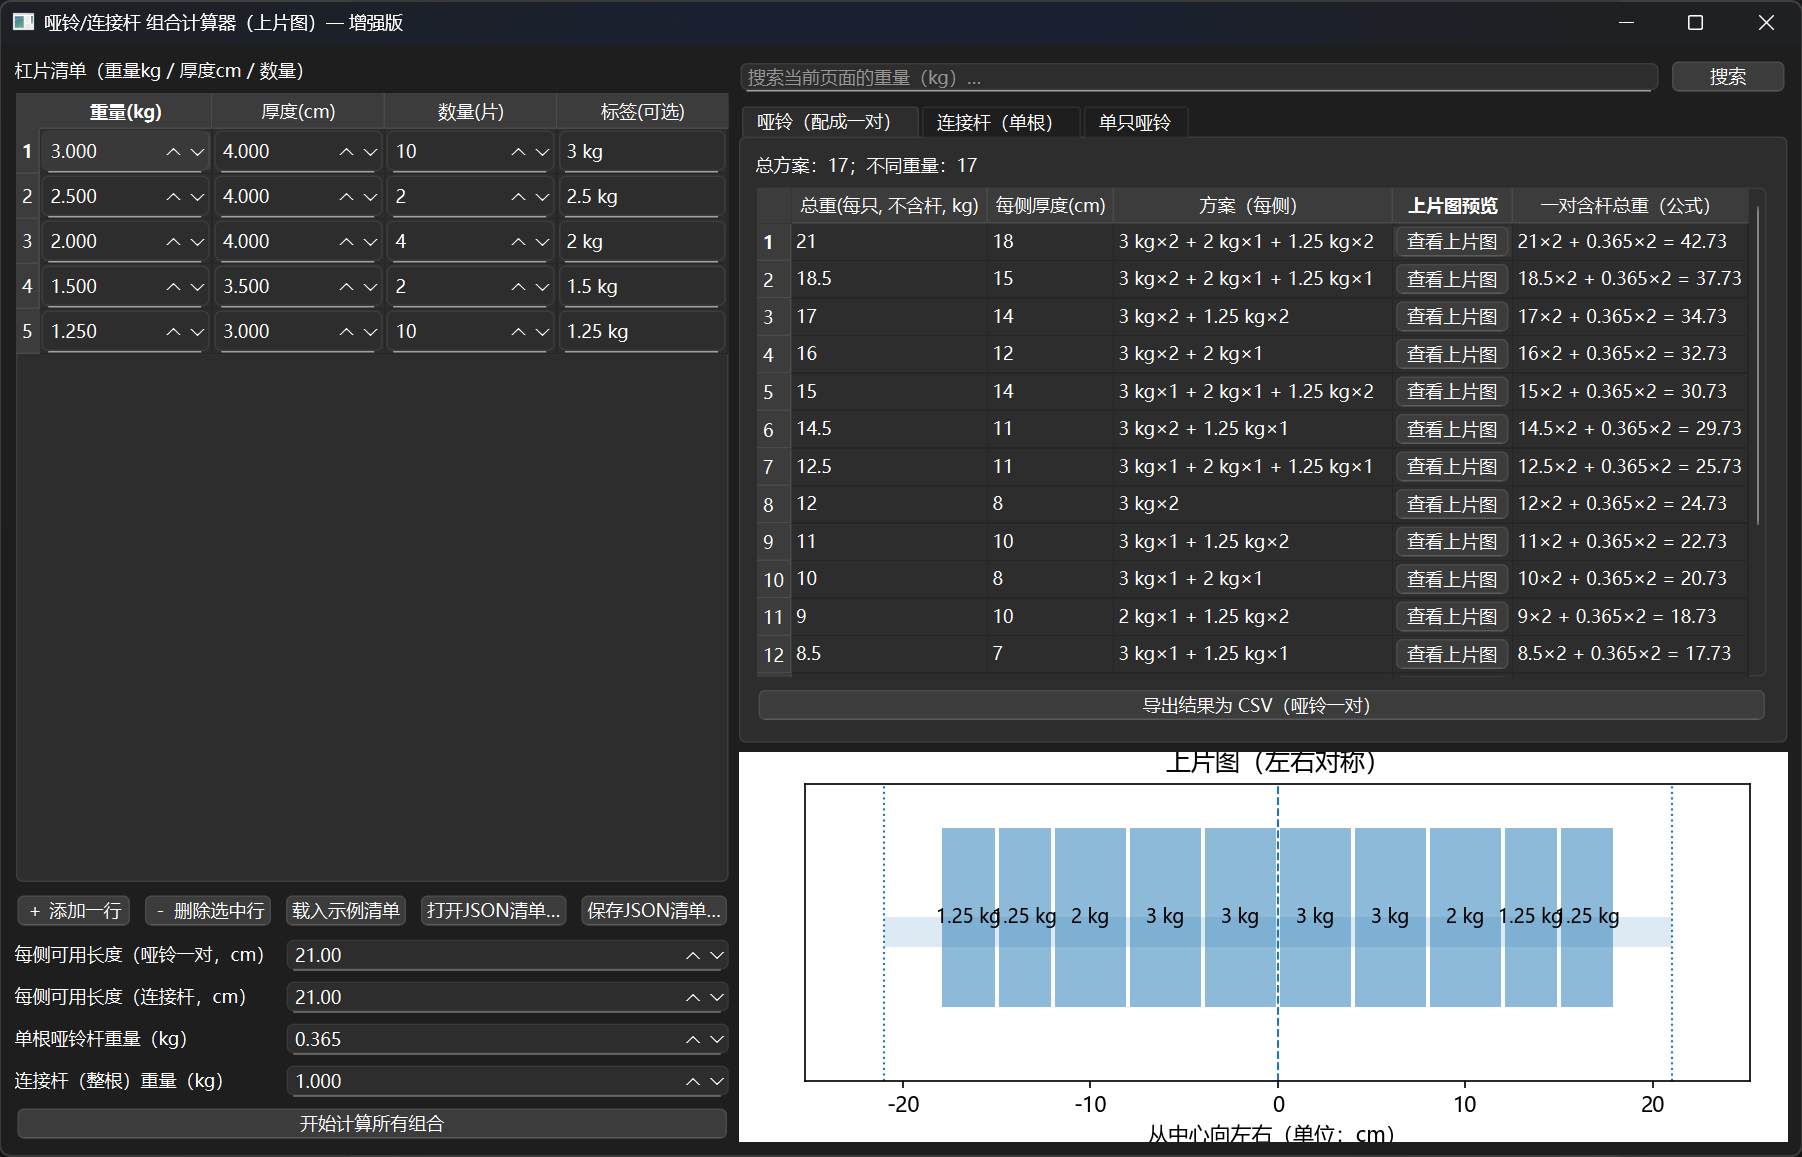 哑铃/连接杆 组合计算器（上片图）— 增强版
杠片清单（重量kg / 厚度cm / 数量）
重量(kg) 厚度(cm) 数量(片) 标签(可选)
1 3.000 4.000 10 3 kg
2 2.500 4.000 2 2.5 kg
3 2.000 4.000 4 2 kg
4 1.500 3.500 2 1.5 kg
5 1.250 3.000 10 1.25 kg
+ 添加一行 - 删除选中行 载入示例清单 打开JSON清单... 保存JSON清单...
每侧可用长度（哑铃一对，cm） 21.00
每侧可用长度（连接杆，cm） 21.00
单根哑铃杆重量（kg） 0.365
连接杆（整根）重量（kg） 1.000
开始计算所有组合
搜索当前页面的重量（kg）... 搜索
哑铃（配成一对） 连接杆（单根） 单只哑铃
总方案：17；不同重量：17
总重(每只, 不含杆, kg) 每侧厚度(cm) 方案（每侧） 上片图预览 一对含杆总重（公式）
1 21 18 3 kg×2 + 2 kg×1 + 1.25 kg×2 查看上片图 21×2 + 0.365×2 = 42.73
2 18.5 15 3 kg×2 + 2 kg×1 + 1.25 kg×1 查看上片图 18.5×2 + 0.365×2 = 37.73
3 17 14 3 kg×2 + 1.25 kg×2 查看上片图 17×2 + 0.365×2 = 34.73
4 16 12 3 kg×2 + 2 kg×1 查看上片图 16×2 + 0.365×2 = 32.73
5 15 14 3 kg×1 + 2 kg×1 + 1.25 kg×2 查看上片图 15×2 + 0.365×2 = 30.73
6 14.5 11 3 kg×2 + 1.25 kg×1 查看上片图 14.5×2 + 0.365×2 = 29.73
7 12.5 11 3 kg×1 + 2 kg×1 + 1.25 kg×1 查看上片图 12.5×2 + 0.365×2 = 25.73
8 12 8 3 kg×2 查看上片图 12×2 + 0.365×2 = 24.73
9 11 10 3 kg×1 + 1.25 kg×2 查看上片图 11×2 + 0.365×2 = 22.73
10 10 8 3 kg×1 + 2 kg×1 查看上片图 10×2 + 0.365×2 = 20.73
11 9 10 2 kg×1 + 1.25 kg×2 查看上片图 9×2 + 0.365×2 = 18.73
12 8.5 7 3 kg×1 + 1.25 kg×1 查看上片图 8.5×2 + 0.365×2 = 17.73
导出结果为 CSV（哑铃一对）
上片图（左右对称）
1.25 kg 1.25 kg 2 kg 3 kg 3 kg 3 kg 3 kg 2 kg 1.25 kg 1.25 kg
-20 -10 0 10 20
从中心向左右（单位：cm）